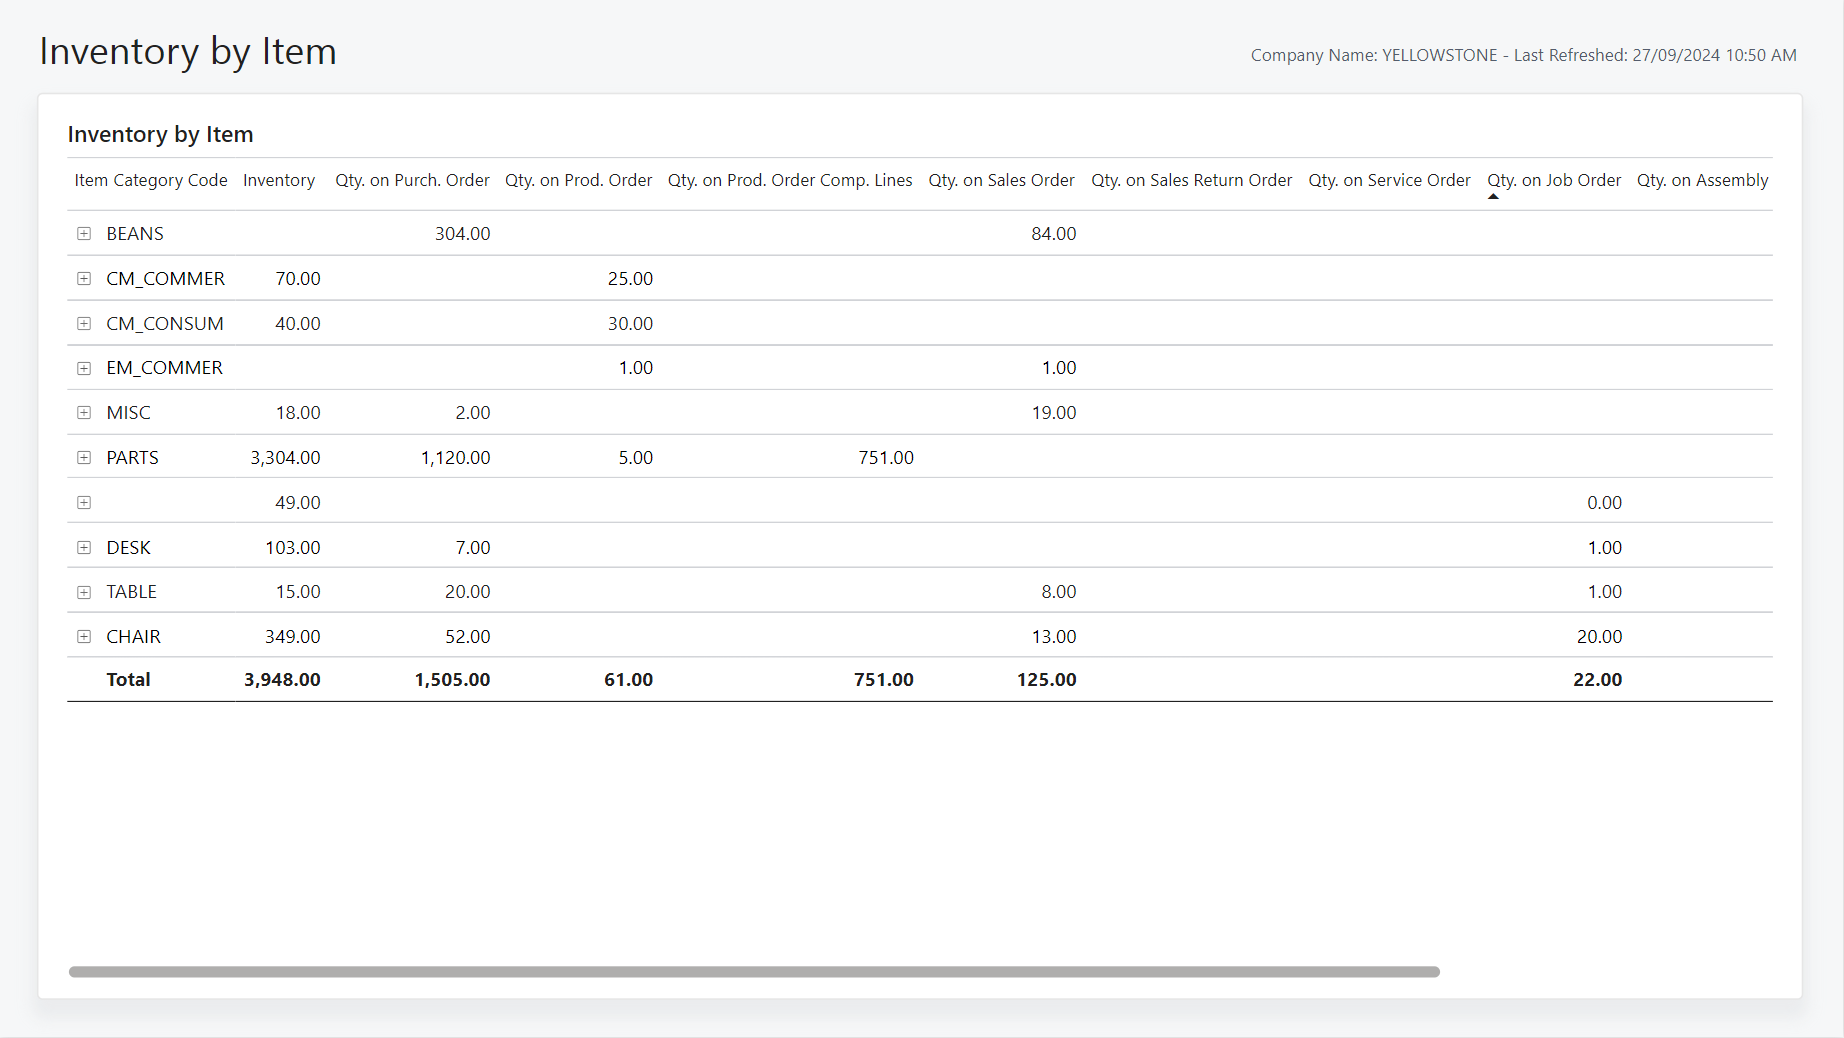 Inventory by Item
Company Name: YELLOWSTONE - Last Refreshed: 27/09/2024 10:50 AM
Inventory by Item
Item Category Code Inventory Qty. on Purch. Order Qty. on Prod. Order Qty. on Prod. Order Comp. Lines Qty. on Sales Order Qty. on Sales Return Order Qty. on Service Order Qty. on Job Order Qty. on Assembly
BEANS 304.00 84.00
CM_COMMER 70.00 25.00
CM_CONSUM 40.00 30.00
EM_COMMER 1.00 1.00
MISC 18.00 2.00 19.00
PARTS 3,304.00 1,120.00 5.00 751.00
49.00 0.00
DESK 103.00 7.00 1.00
TABLE 15.00 20.00 8.00 1.00
CHAIR 349.00 52.00 13.00 20.00
Total 3,948.00 1,505.00 61.00 751.00 125.00 22.00